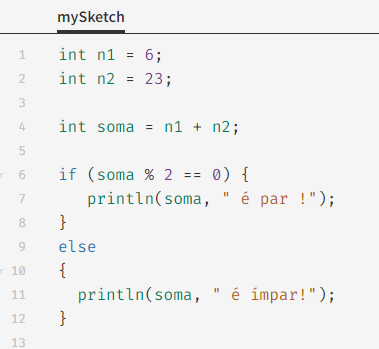 mySketch
1 int n1 = 6;
2 int n2 = 23;
3
4 int soma = n1 + n2;
5
6 if (soma % 2 == 0) {
7 println(soma, " é par !");
8 }
9 else
10 {
11 println(soma, " é ímpar!");
12 }
13